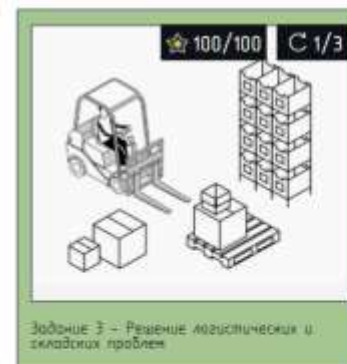 100/100
1/3
Задание 3 - Решение логистических и
складских проблем